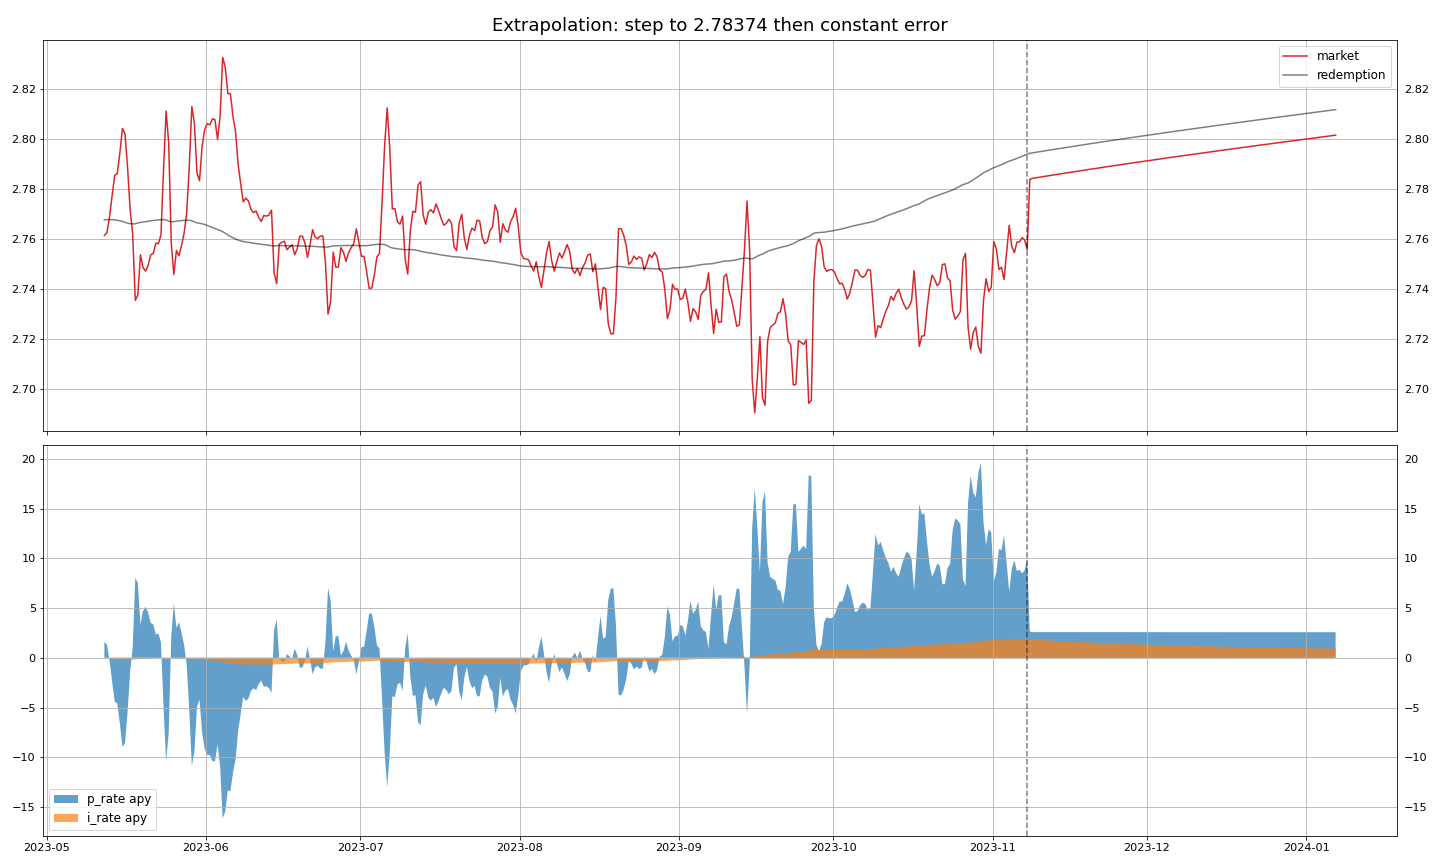 Extrapolation: step to 2.78374 then constant error
market
redemption
2.82 2.82
2.80 2.80
2.78 2.78
2.76 2.76
2.74 2.74
2.72 2.72
2.70 2.70
20 20
15 15
10 10
5 5
0 0
−5 −5
−10 −10
−15 −15
p_rate apy
i_rate apy
2023-05 2023-06 2023-07 2023-08 2023-09 2023-10 2023-11 2023-12 2024-01